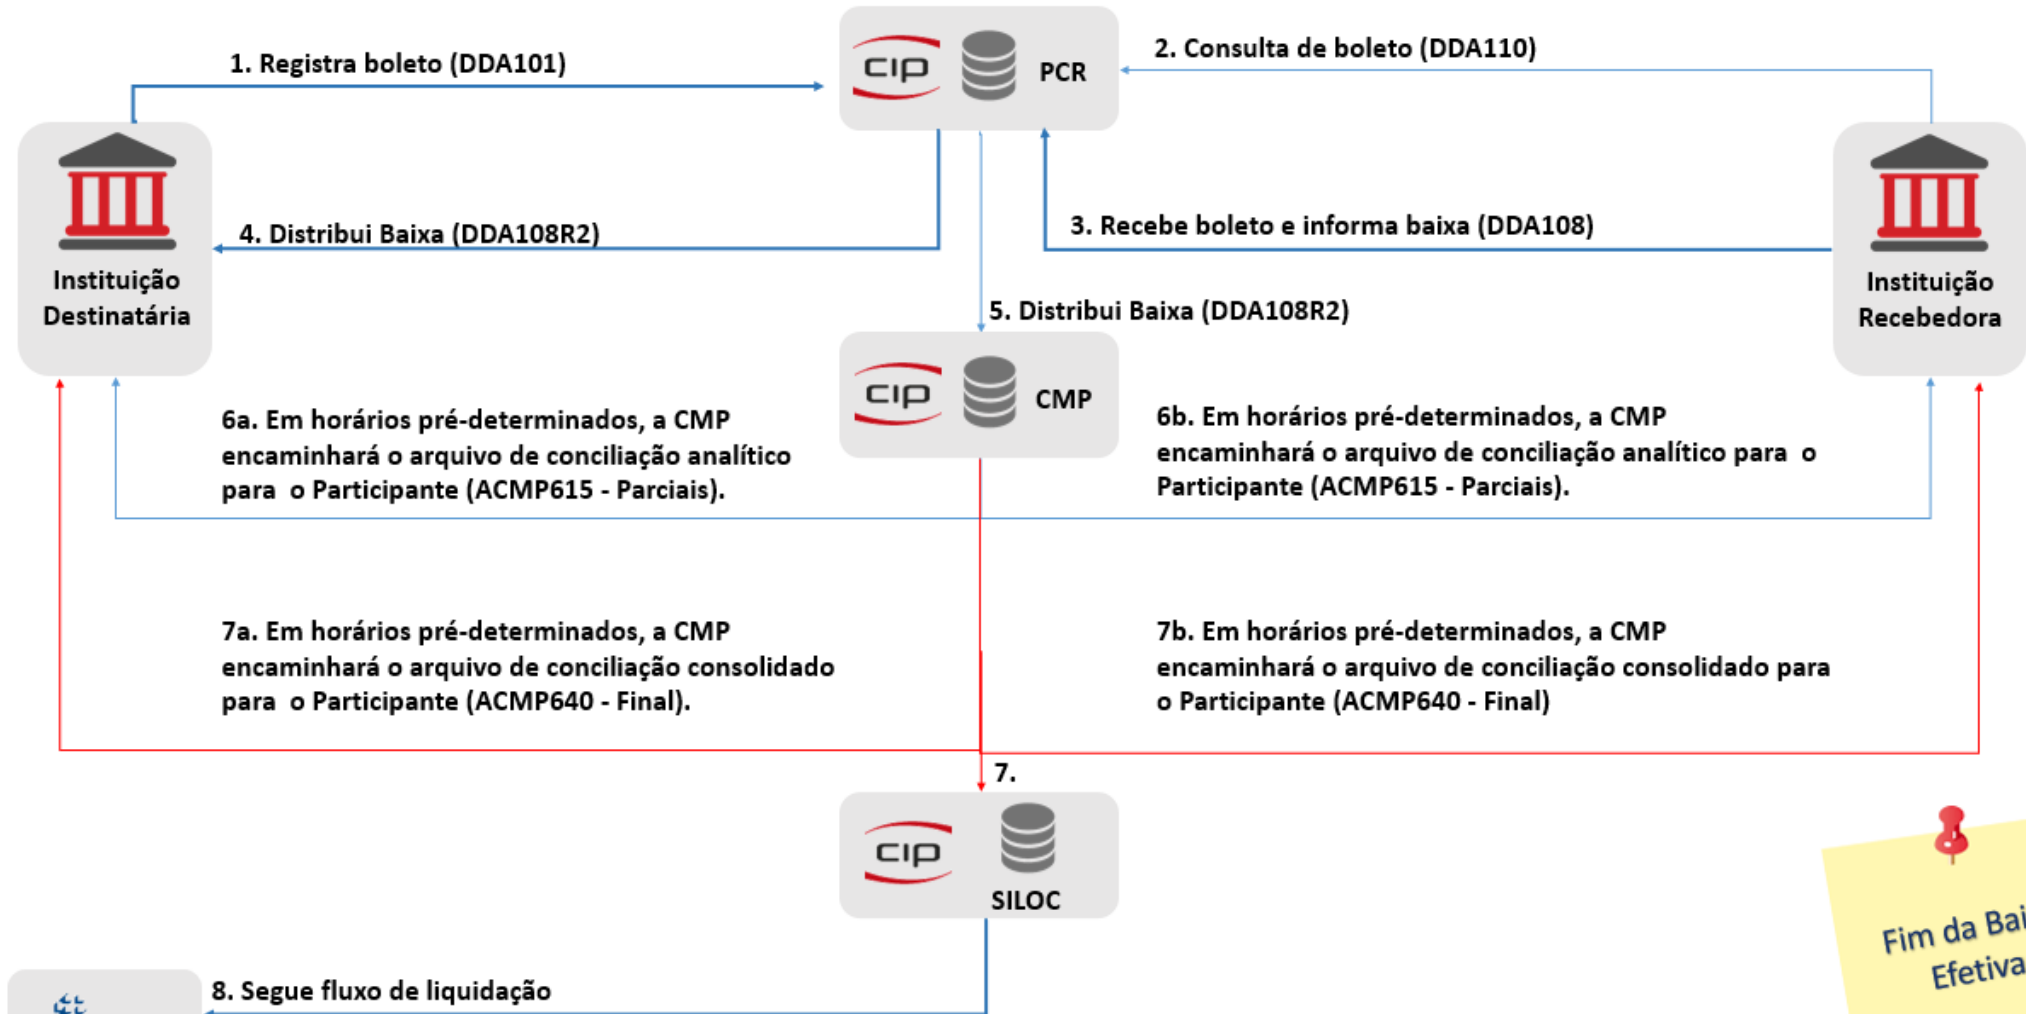 1. Registra boleto (DDA101)
cip
PCR
2. Consulta de boleto (DDA110)
4. Distribui Baixa (DDA108R2)
3. Recebe boleto e informa baixa (DDA108)
Instituição
Destinatária
Instituição
Recebedora
5. Distribui Baixa (DDA108R2)
cip
CMP
6a. Em horários pré-determinados, a CMP
encaminhará o arquivo de conciliação analítico
para o Participante (ACMP615 - Parciais).
6b. Em horários pré-determinados, a CMP
encaminhará o arquivo de conciliação analítico para o
Participante (ACMP615 - Parciais).
7a. Em horários pré-determinados, a CMP
encaminhará o arquivo de conciliação consolidado
para o Participante (ACMP640 - Final).
7b. Em horários pré-determinados, a CMP
encaminhará o arquivo de conciliação consolidado para
o Participante (ACMP640 - Final)
7.
cip
SILOC
Fim da
Efetiva
8. Segue fluxo de liquidação